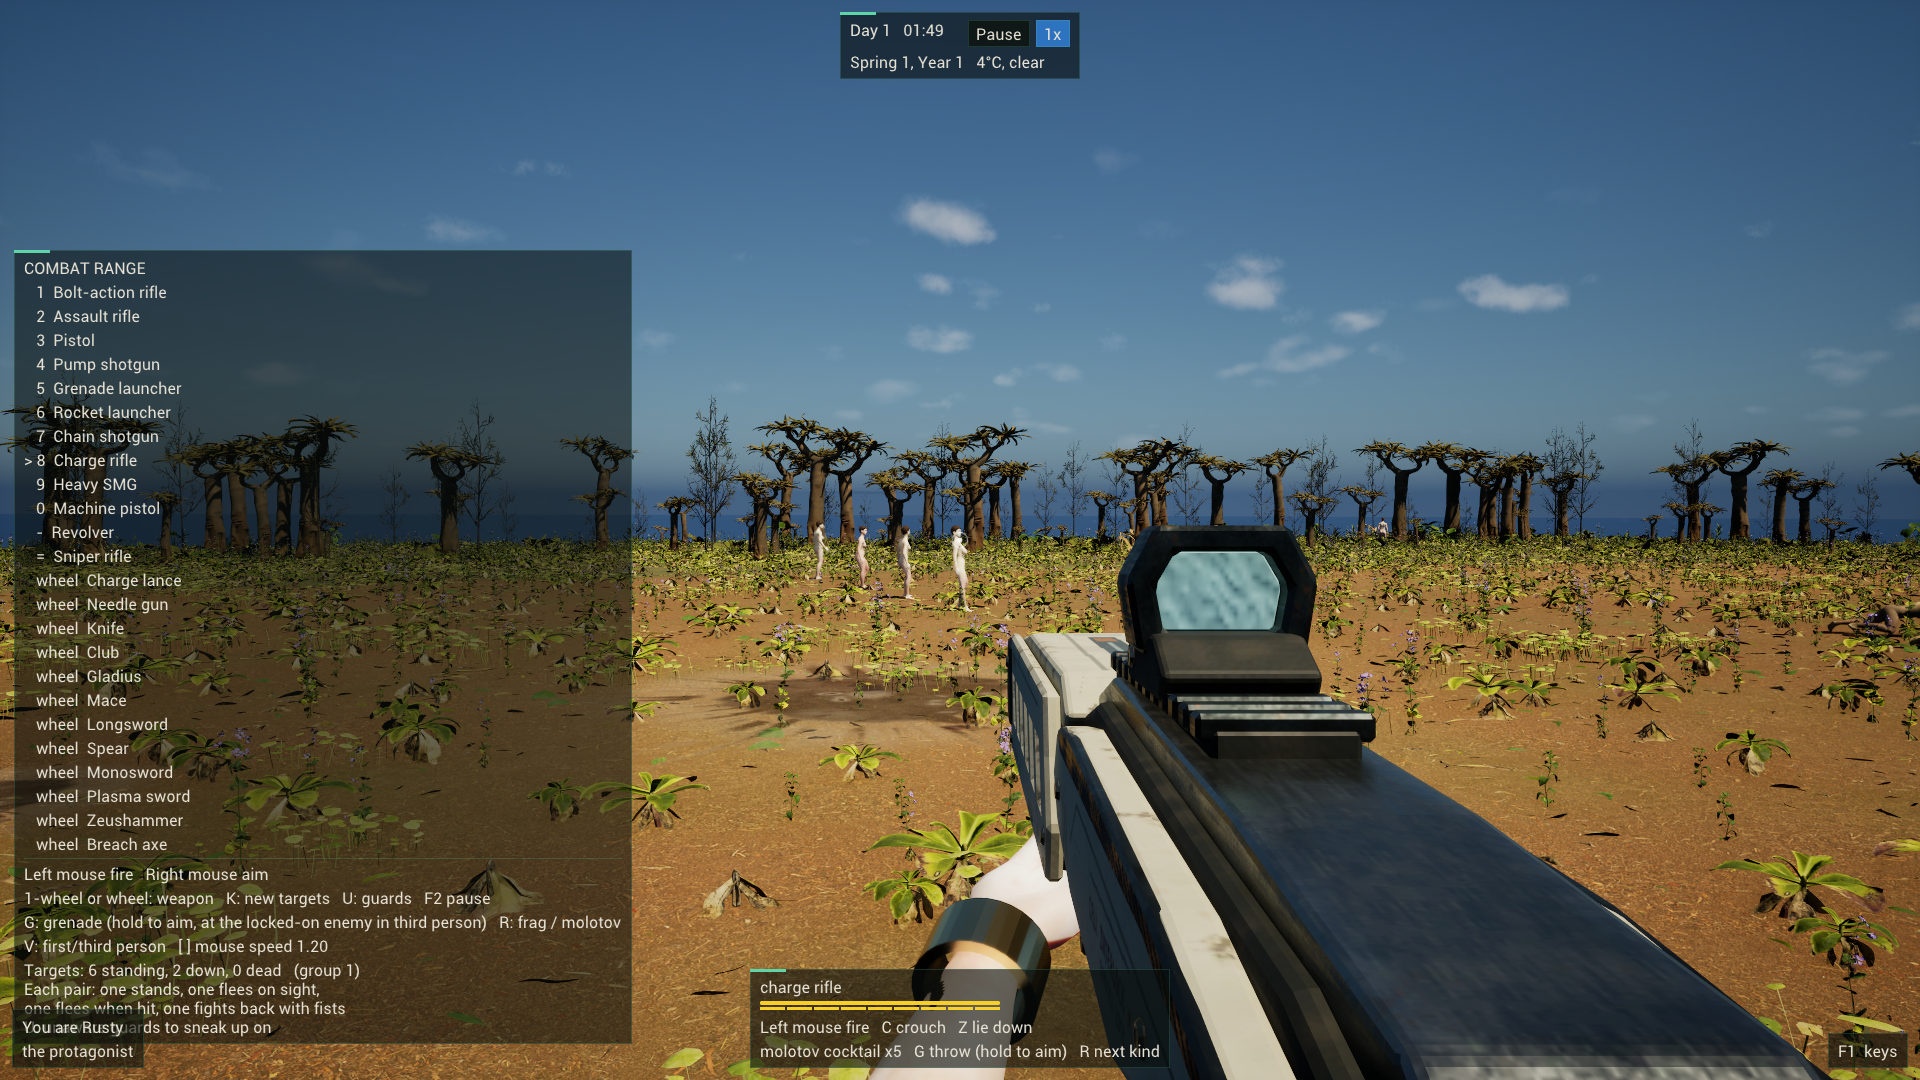 Day 1 01:49 Pause 1x
Spring 1, Year 1 4°C, clear
COMBAT RANGE
1 Bolt-action rifle
2 Assault rifle
3 Pistol
4 Pump shotgun
5 Grenade launcher
6 Rocket launcher
7 Chain shotgun
> 8 Charge rifle
9 Heavy SMG
0 Machine pistol
- Revolver
= Sniper rifle
wheel Charge lance
wheel Needle gun
wheel Knife
wheel Club
wheel Gladius
wheel Mace
wheel Longsword
wheel Spear
wheel Monosword
wheel Plasma sword
wheel Zeushammer
wheel Breach axe
Left mouse fire Right mouse aim
1-wheel or wheel: weapon K: new targets U: guards F2 pause
G: grenade (hold to aim, at the locked-on enemy in third person) R: frag / molotov
V: first/third person [ ] mouse speed 1.20
Targets: 6 standing, 2 down, 0 dead (group 1)
Each pair: one stands, one flees on sight,
one flees when hit, one fights back with fists
ds to sneak up on
You are Rusty
the protagonist
charge rifle
Left mouse fire C crouch Z lie down
molotov cocktail x5 G throw (hold to aim) R next kind
F1 keys